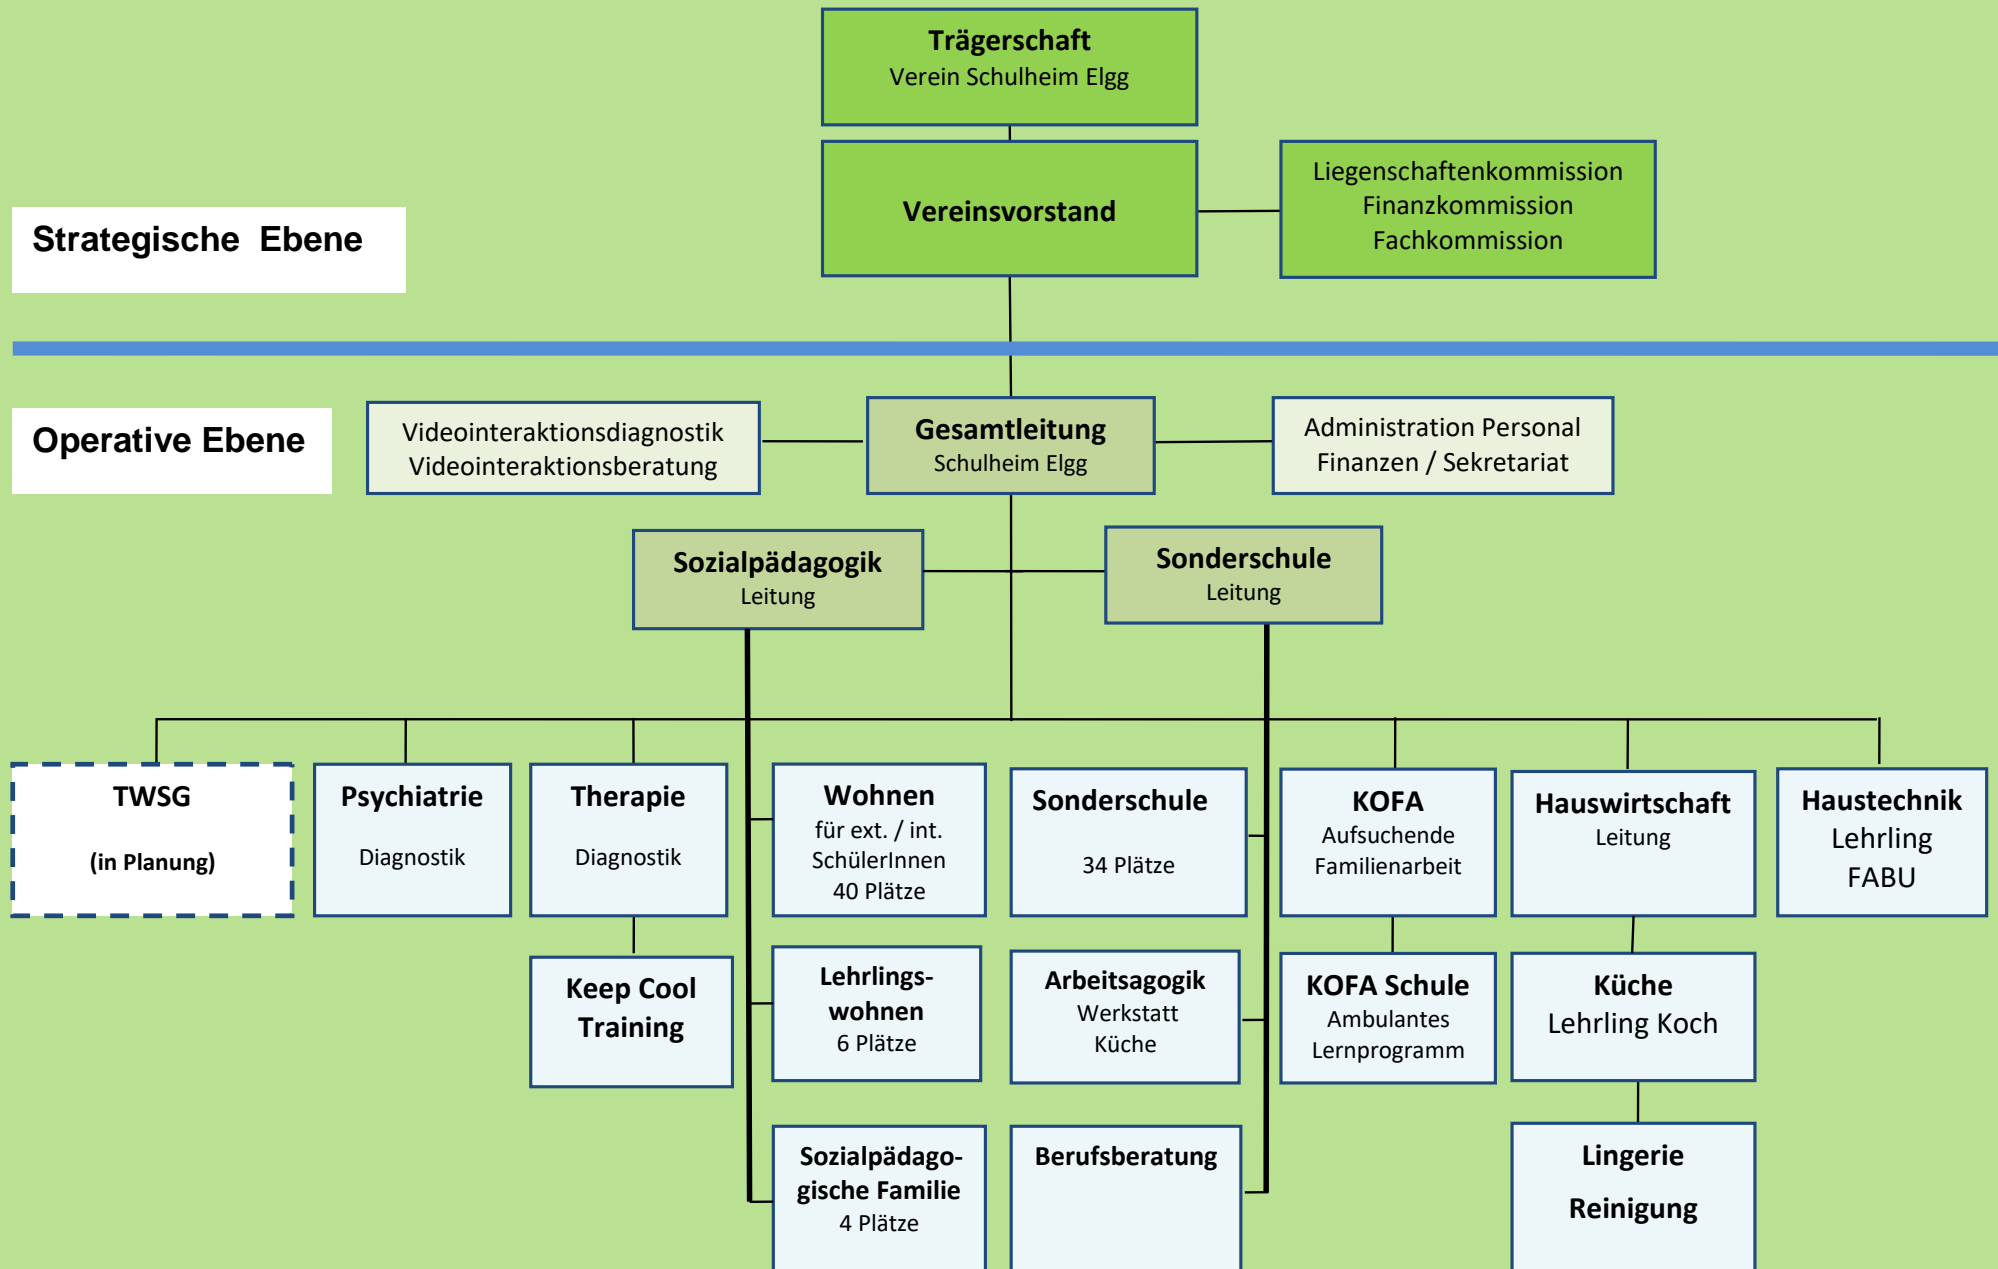 Trägerschaft
Verein Schulheim Elgg
Vereinsvorstand
Liegenschaftenkommission
Finanzkommission
Fachkommission
Strategische Ebene
Operative Ebene
Videointeraktionsdiagnostik
Videointeraktionsberatung
Gesamtleitung
Schulheim Elgg
Administration Personal
Finanzen / Sekretariat
Sozialpädagogik
Leitung
Sonderschule
Leitung
TWSG
(in Planung)
Psychiatrie
Diagnostik
Therapie
Diagnostik
Wohnen
für ext. / int.
SchülerInnen
40 Plätze
Sonderschule
34 Plätze
KOFA
Aufsuchende
Familienarbeit
Hauswirtschaft
Leitung
Haustechnik
Lehrling
FABU
Keep Cool
Training
Lehrlings-
wohnen
6 Plätze
Arbeitsagogik
Werkstatt
Küche
KOFA Schule
Ambulantes
Lernprogramm
Küche
Lehrling Koch
Sozialpädago-
gische Familie
4 Plätze
Berufsberatung
Lingerie
Reinigung